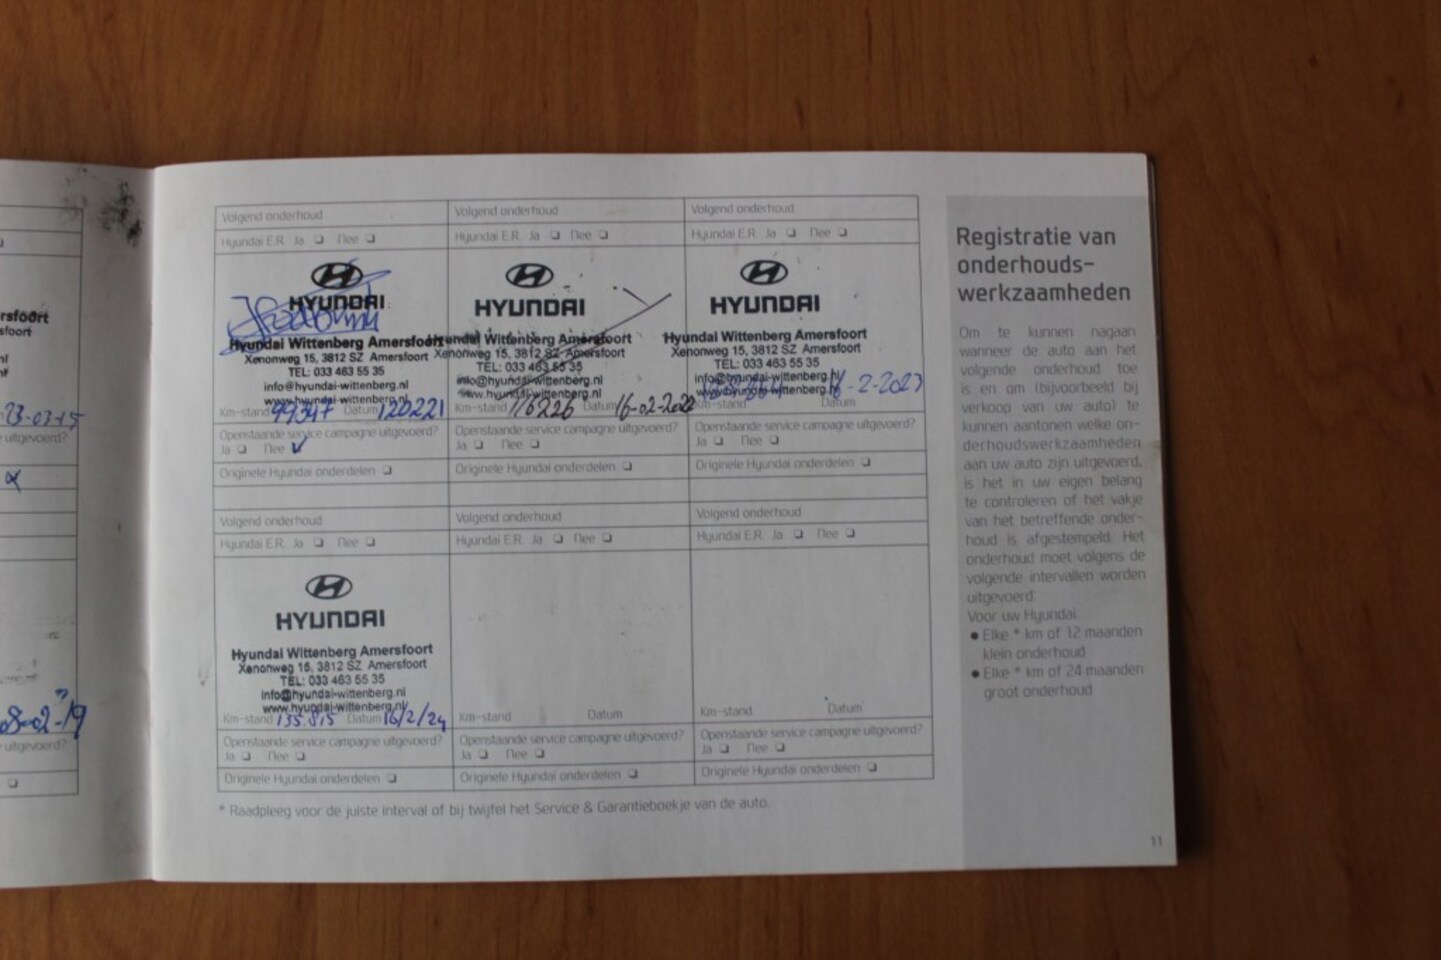 Volgend onderhoud
Hyundai E.R. Ja ❏ Nee ❏
HYUNDAI
Hyundai Wittenberg Amersfoort
Xenonweg 15, 3812 SZ Amersfoort
TEL: 033 463 55 35
info@hyundai-wittenberg.nl
www.hyundai-wittenberg.nl
Km-stand 99347 Datum 120221
Openstaande service campagne uitgevoerd?
Ja ❏ Nee ✓
Originele Hyundai onderdelen ❏
Volgend onderhoud
Hyundai E.R. Ja ❏ Nee ❏
HYUNDAI
Hyundai Wittenberg Amersfoort
Xenonweg 15, 3812 SZ Amersfoort
TEL: 033 463 55 35
info@hyundai-wittenberg.nl
www.hyundai-wittenberg.nl
Km-stand 116226 Datum 16-02-2022
Openstaande service campagne uitgevoerd?
Ja ❏ Nee ❏
Originele Hyundai onderdelen ❏
Volgend onderhoud
Hyundai E.R. Ja ❏ Nee ❏
HYUNDAI
Hyundai Wittenberg Amersfoort
Xenonweg 15, 3812 SZ Amersfoort
TEL: 033 463 55 35
info@hyundai-wittenberg.nl
www.hyundai-wittenberg.nl
Km-stand Datum 16-2-2023
Openstaande service campagne uitgevoerd?
Ja ❏ Nee ❏
Originele Hyundai onderdelen ❏
Volgend onderhoud
Hyundai E.R. Ja ❏ Nee ❏
HYUNDAI
Hyundai Wittenberg Amersfoort
Xenonweg 15, 3812 SZ Amersfoort
TEL: 033 463 55 35
info@hyundai-wittenberg.nl
www.hyundai-wittenberg.nl
Km-stand 135.815 Datum 16/2/24
Openstaande service campagne uitgevoerd?
Ja ❏ Nee ❏
Originele Hyundai onderdelen ❏
Volgend onderhoud
Hyundai E.R. Ja ❏ Nee ❏
Km-stand Datum
Openstaande service campagne uitgevoerd?
Ja ❏ Nee ❏
Originele Hyundai onderdelen ❏
Volgend onderhoud
Hyundai E.R. Ja ❏ Nee ❏
Km-stand Datum
Openstaande service campagne uitgevoerd?
Ja ❏ Nee ❏
Originele Hyundai onderdelen ❏
* Raadpleeg voor de juiste interval of bij twijfel het Service & Garantieboekje van de auto.
Registratie van
onderhouds-
werkzaamheden
Om te kunnen nagaan
wanneer de auto aan het
volgende onderhoud toe
is en om (bijvoorbeeld bij
verkoop van uw auto) te
kunnen aantonen welke on-
derhoudswerkzaamheden
aan uw auto zijn uitgevoerd,
is het in uw eigen belang
te controleren of het vakje
van het betreffende onder-
houd is afgestempeld. Het
onderhoud moet volgens de
volgende intervallen worden
uitgevoerd:
Voor uw Hyundai:
● Elke * km of 12 maanden
klein onderhoud
● Elke * km of 24 maanden
groot onderhoud
11